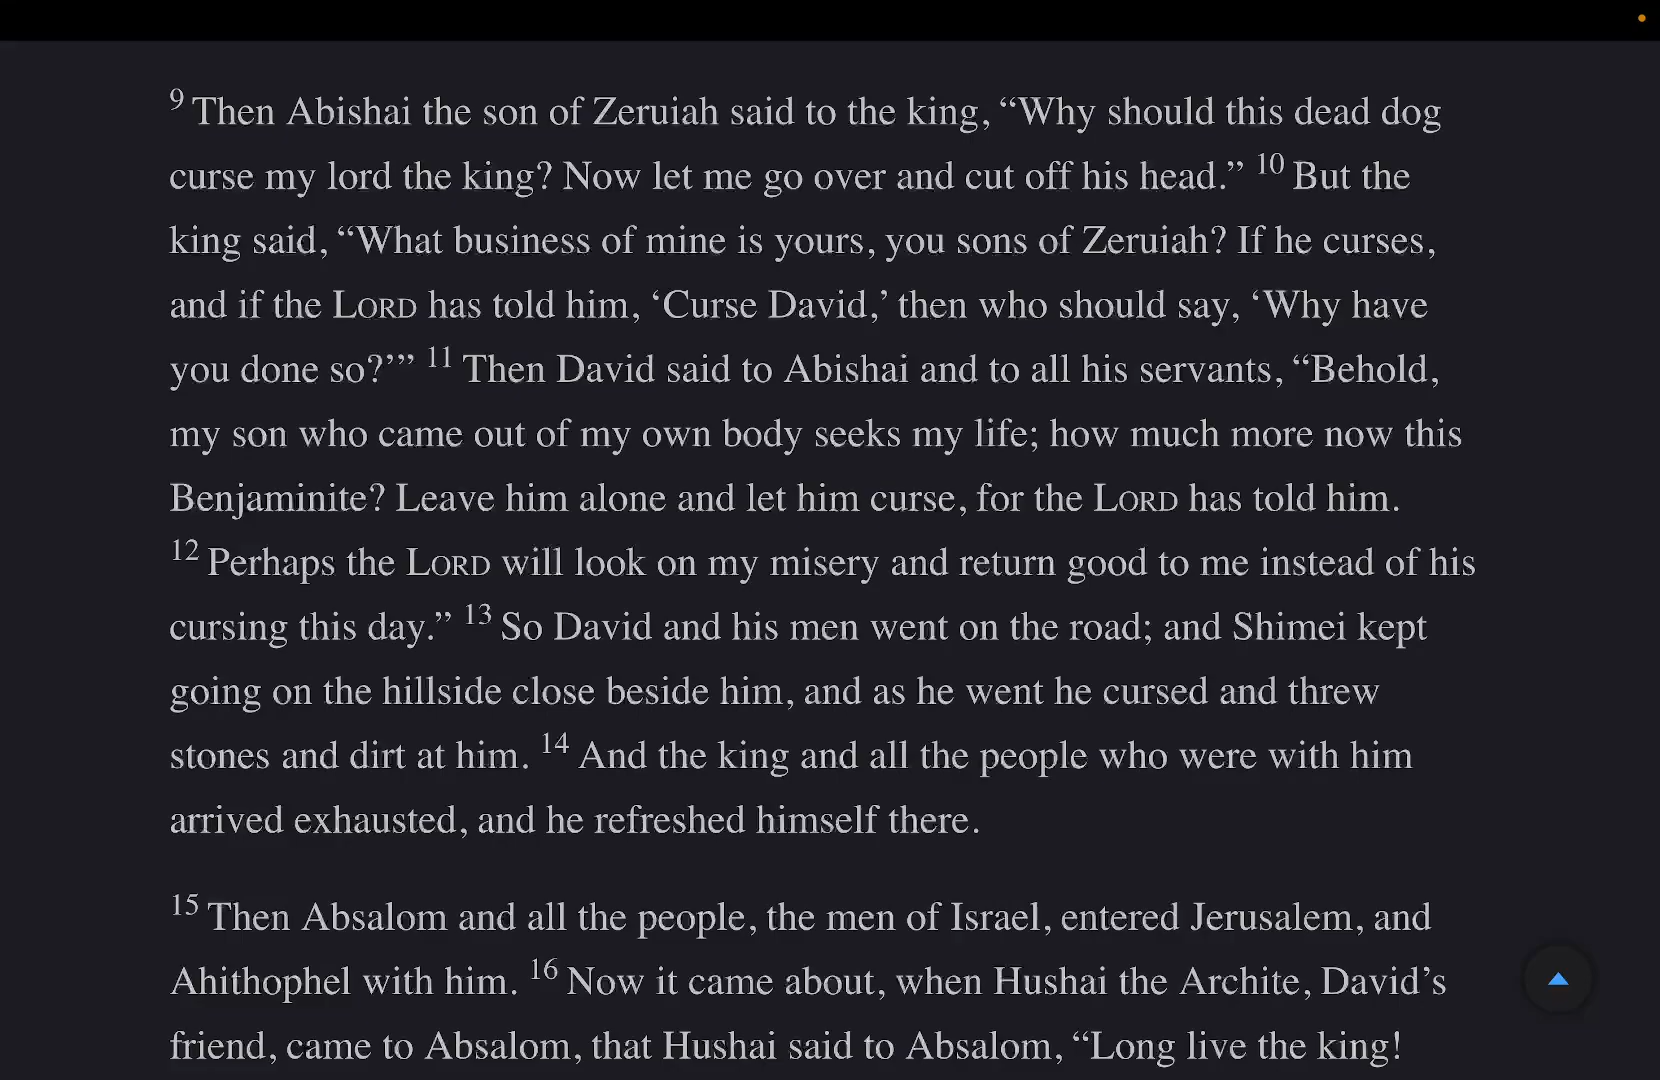 9 Then Abishai the son of Zeruiah said to the king, “Why should this dead dog
curse my lord the king? Now let me go over and cut off his head.” 10 But the
king said, “What business of mine is yours, you sons of Zeruiah? If he curses,
and if the LORD has told him, ‘Curse David,’ then who should say, ‘Why have
you done so?’” 11 Then David said to Abishai and to all his servants, “Behold,
my son who came out of my own body seeks my life; how much more now this
Benjaminite? Leave him alone and let him curse, for the LORD has told him.
12 Perhaps the LORD will look on my misery and return good to me instead of his
cursing this day.” 13 So David and his men went on the road; and Shimei kept
going on the hillside close beside him, and as he went he cursed and threw
stones and dirt at him. 14 And the king and all the people who were with him
arrived exhausted, and he refreshed himself there.
15 Then Absalom and all the people, the men of Israel, entered Jerusalem, and
Ahithophel with him. 16 Now it came about, when Hushai the Archite, David’s
friend, came to Absalom, that Hushai said to Absalom, “Long live the king!